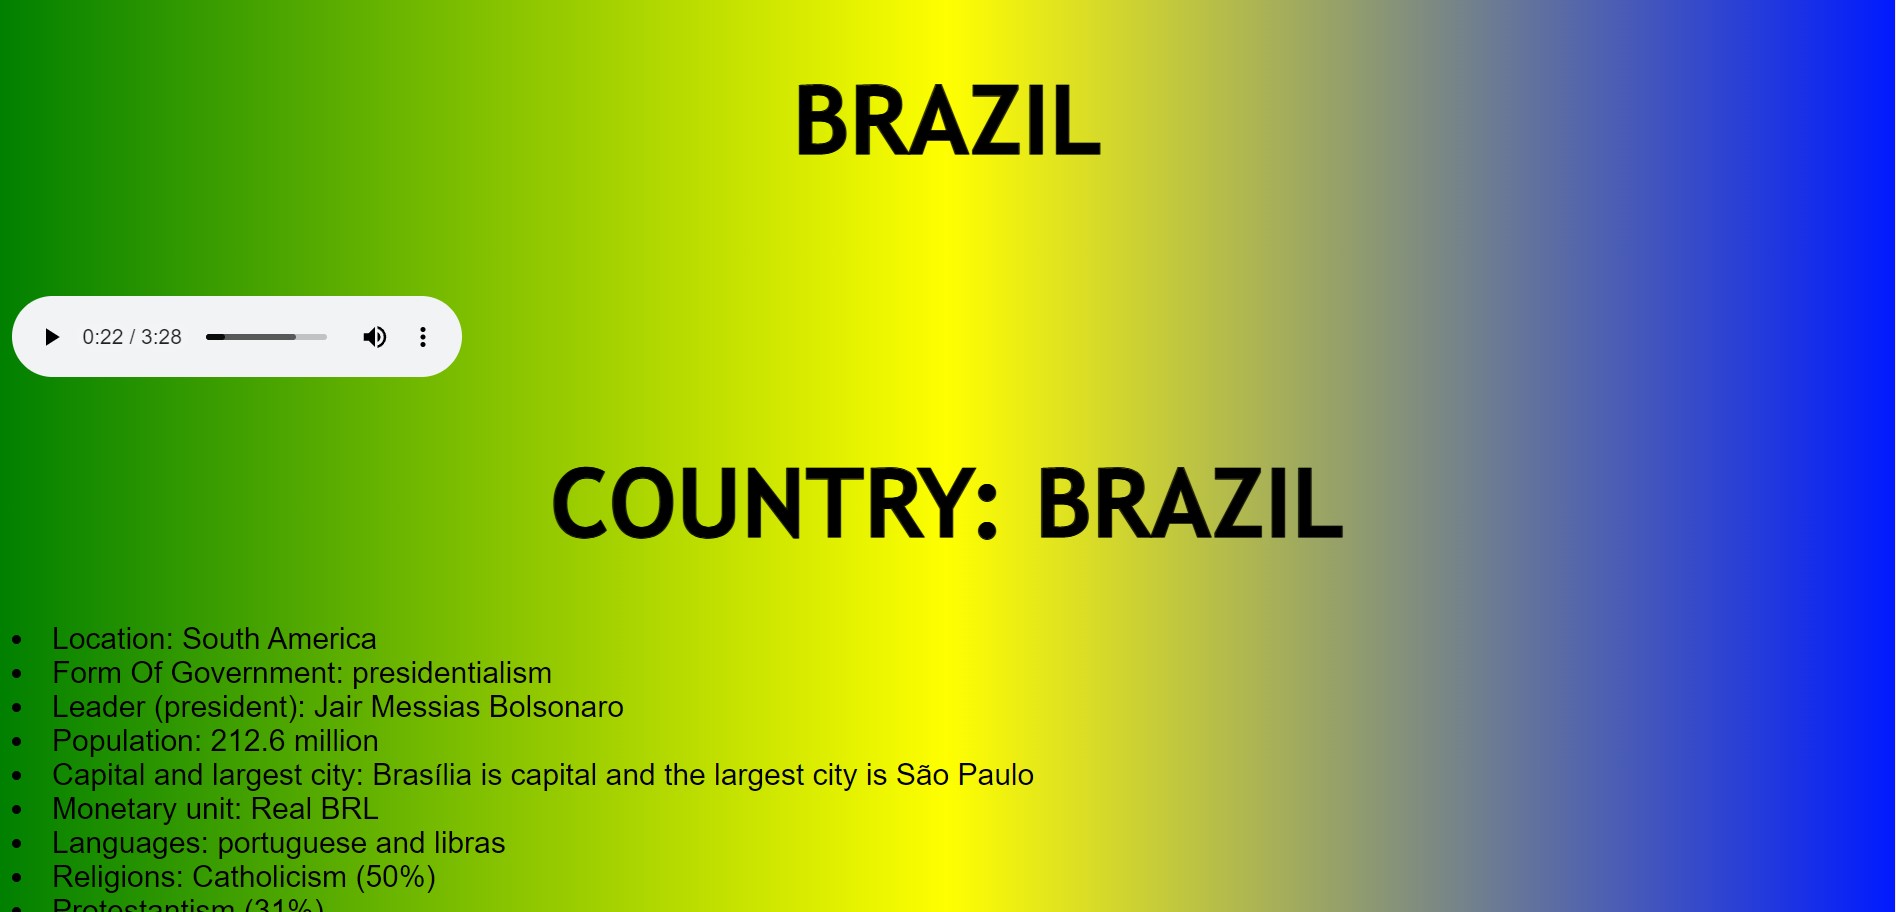 BRAZIL
0:22 / 3:28
COUNTRY: BRAZIL
Location: South America
Form Of Government: presidentialism
Leader (president): Jair Messias Bolsonaro
Population: 212.6 million
Capital and largest city: Brasília is capital and the largest city is São Paulo
Monetary unit: Real BRL
Languages: portuguese and libras
Religions: Catholicism (50%)
Protestantism (31%)